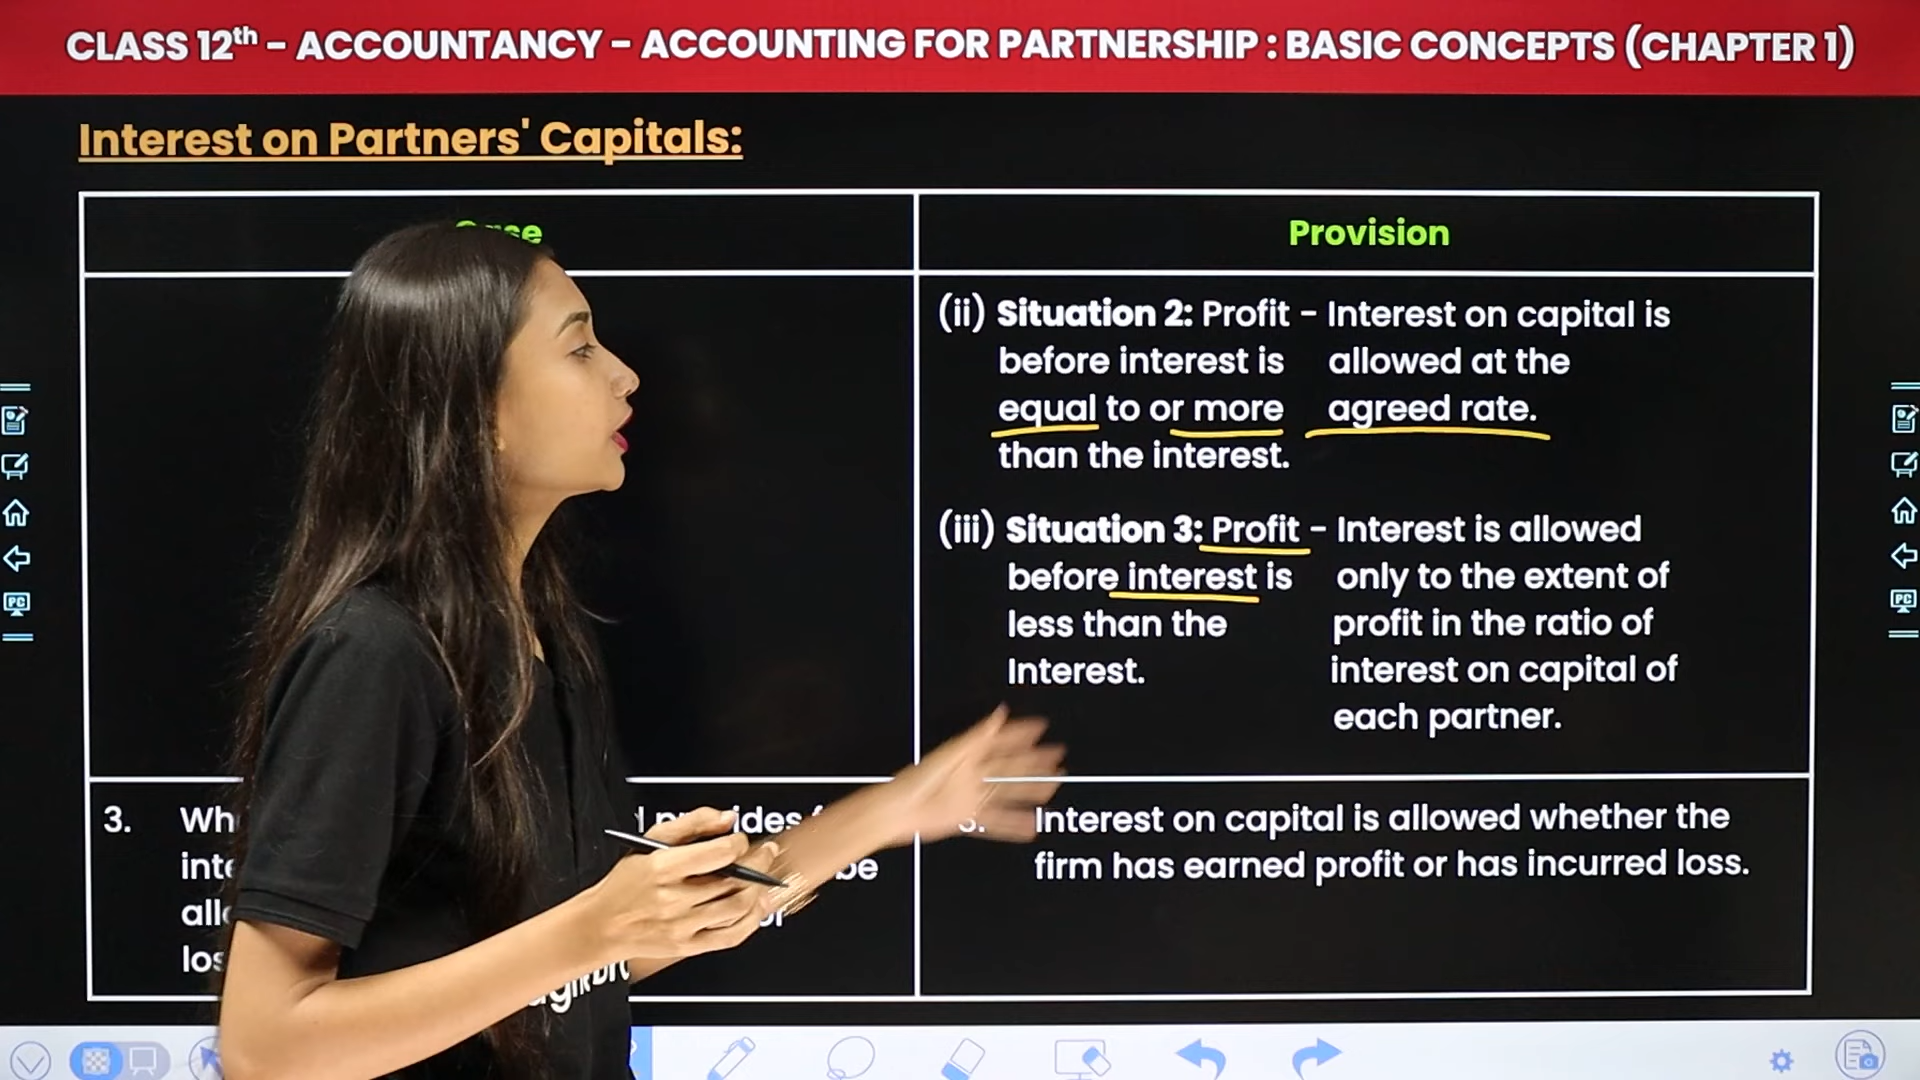 CLASS 12th - ACCOUNTANCY - ACCOUNTING FOR PARTNERSHIP : BASIC CONCEPTS (CHAPTER 1)
Interest on Partners' Capitals:
Provision
(ii) Situation 2: Profit - Interest on capital is
before interest is allowed at the
equal to or more agreed rate.
than the interest.
(iii) Situation 3: Profit - Interest is allowed
before interest is only to the extent of
less than the profit in the ratio of
Interest. interest on capital of
each partner.
3.
be
Interest on capital is allowed whether the
firm has earned profit or has incurred loss.
PC
PC